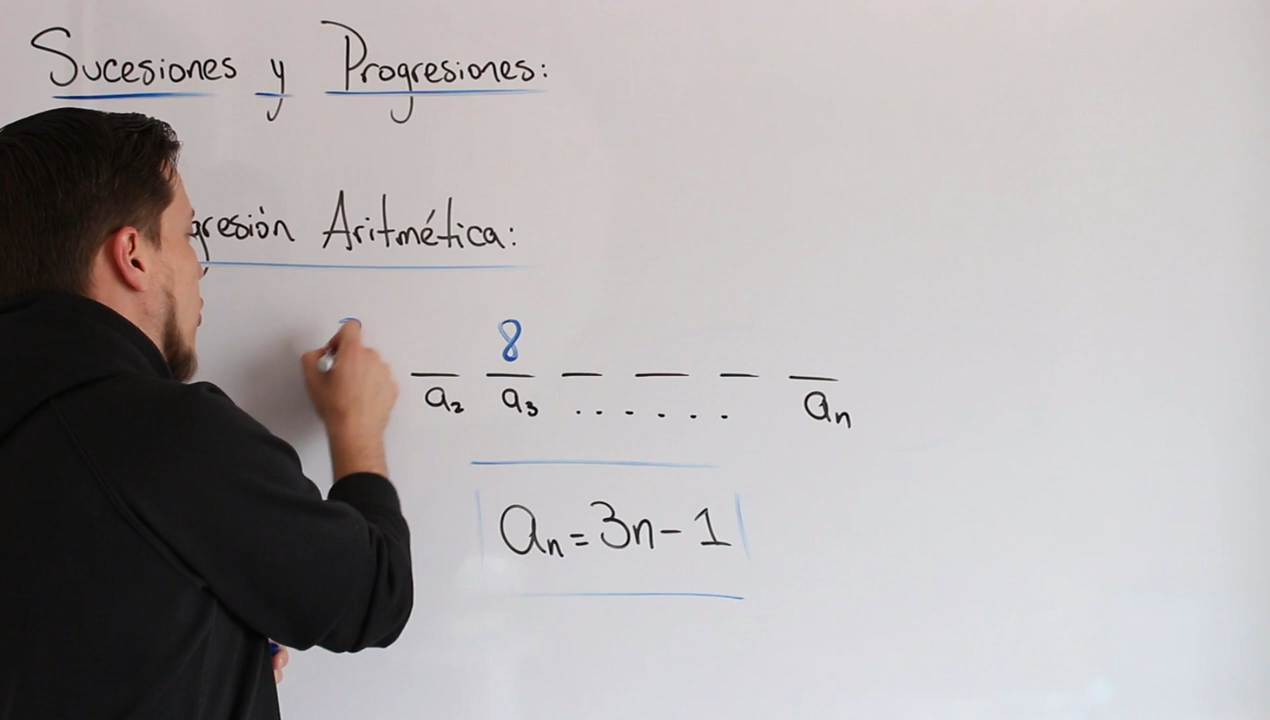 Sucesiones y Progresiones:
gresión Aritmética:
8
a₂ a₃ ...... aₙ
aₙ = 3n - 1